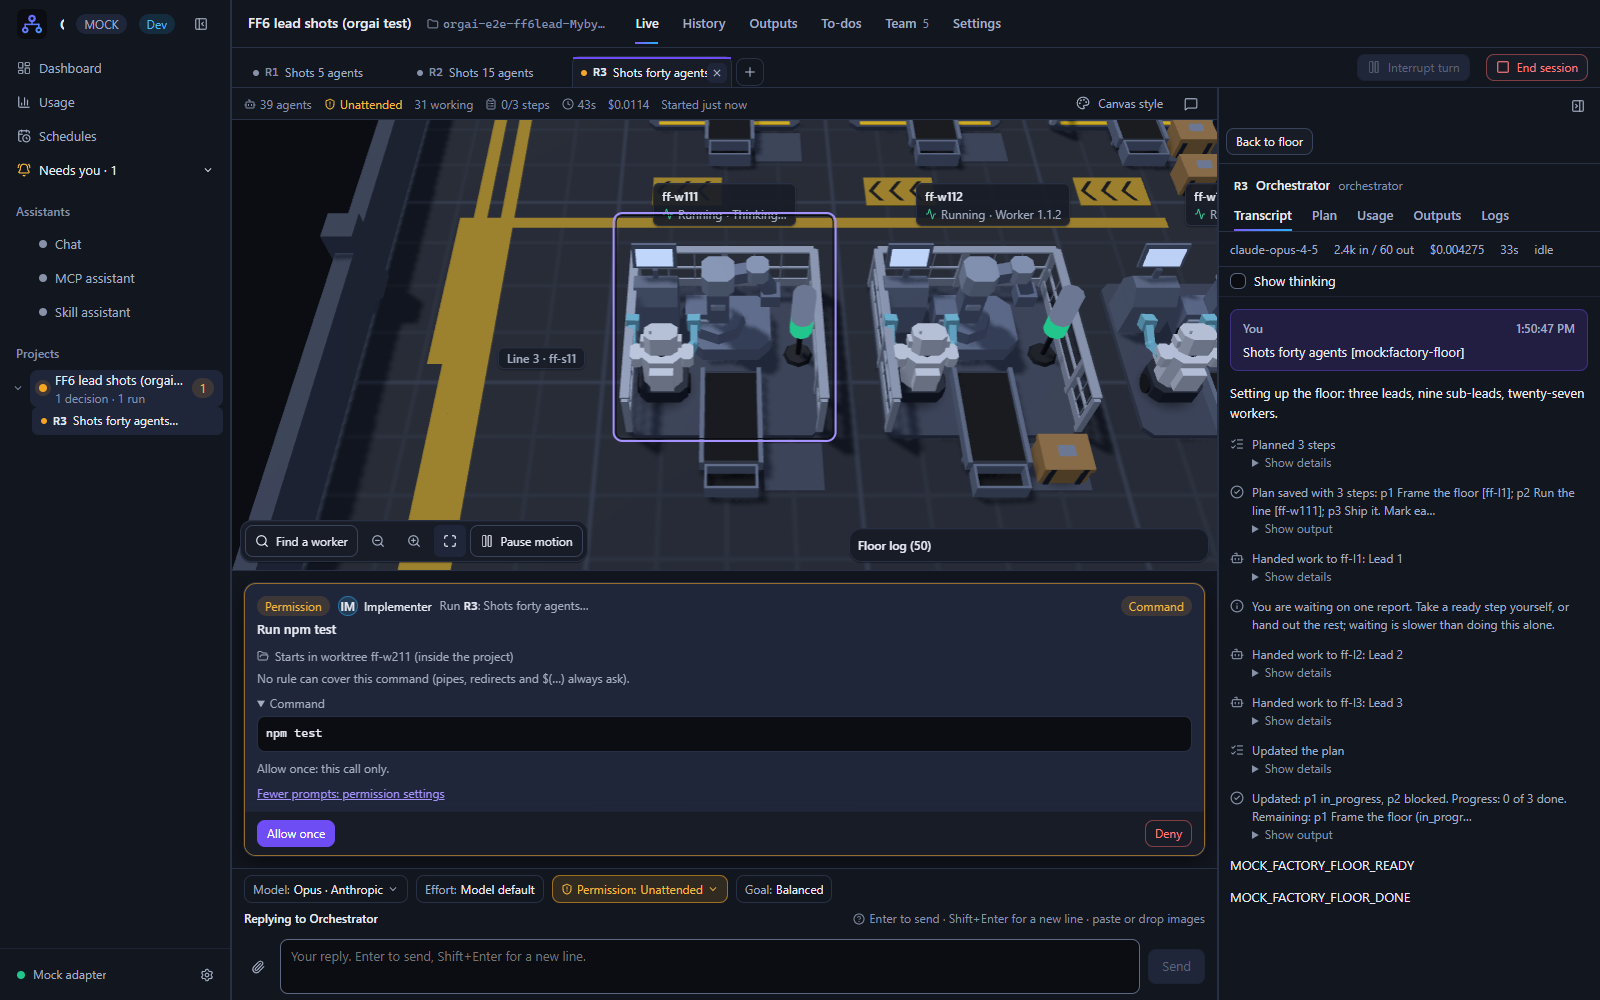 MOCK
Dev
Dashboard
Usage
Schedules
Needs you · 1
Assistants
Chat
MCP assistant
Skill assistant
Projects
FF6 lead shots (orgai...
1 decision · 1 run
1
R3 Shots forty agents...
Mock adapter
FF6 lead shots (orgai test)
orgai-e2e-ff6lead-Myby...
Live
History
Outputs
To-dos
Team 5
Settings
R1 Shots 5 agents
R2 Shots 15 agents
R3 Shots forty agents
Interrupt turn
End session
39 agents
Unattended
31 working
0/3 steps
43s
$0.0114
Started just now
Canvas style
ff-w111
Running · Thinking...
ff-w112
Running · Worker 1.1.2
Line 3 · ff-s11
Find a worker
Pause motion
Floor log (50)
Permission
IM Implementer
Run R3: Shots forty agents...
Command
Run npm test
Starts in worktree ff-w211 (inside the project)
No rule can cover this command (pipes, redirects and $(...) always ask).
Command
npm test
Allow once: this call only.
Fewer prompts: permission settings
Allow once
Deny
Model: Opus · Anthropic
Effort: Model default
Permission: Unattended
Goal: Balanced
Replying to Orchestrator
Enter to send · Shift+Enter for a new line · paste or drop images
Your reply. Enter to send, Shift+Enter for a new line.
Send
Back to floor
R3 Orchestrator orchestrator
Transcript
Plan
Usage
Outputs
Logs
claude-opus-4-5
2.4k in / 60 out
$0.004275
33s
idle
Show thinking
You
1:50:47 PM
Shots forty agents [mock:factory-floor]
Setting up the floor: three leads, nine sub-leads, twenty-seven
workers.
Planned 3 steps
Show details
Plan saved with 3 steps: p1 Frame the floor [ff-l1]; p2 Run the
line [ff-w111]; p3 Ship it. Mark ea...
Show output
Handed work to ff-l1: Lead 1
Show details
You are waiting on one report. Take a ready step yourself, or
hand out the rest; waiting is slower than doing this alone.
Handed work to ff-l2: Lead 2
Show details
Handed work to ff-l3: Lead 3
Show details
Updated the plan
Show details
Updated: p1 in_progress, p2 blocked. Progress: 0 of 3 done.
Remaining: p1 Frame the floor (in_progr...
Show output
MOCK_FACTORY_FLOOR_READY
MOCK_FACTORY_FLOOR_DONE